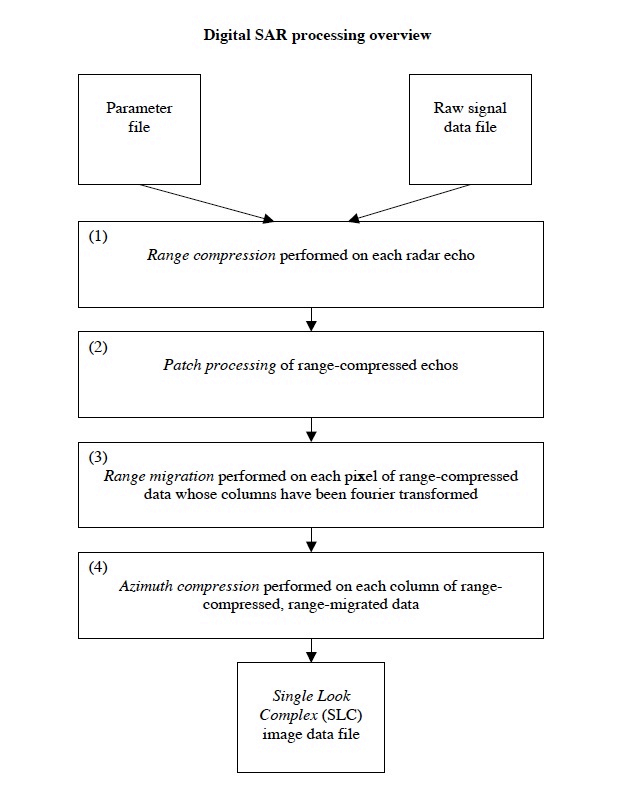 Digital SAR processing overview
Parameter
file
Raw signal
data file
(1)
Range compression performed on each radar echo
(2)
Patch processing of range-compressed echos
(3)
Range migration performed on each pixel of range-compressed
data whose columns have been fourier transformed
(4)
Azimuth compression performed on each column of range-
compressed, range-migrated data
Single Look
Complex (SLC)
image data file